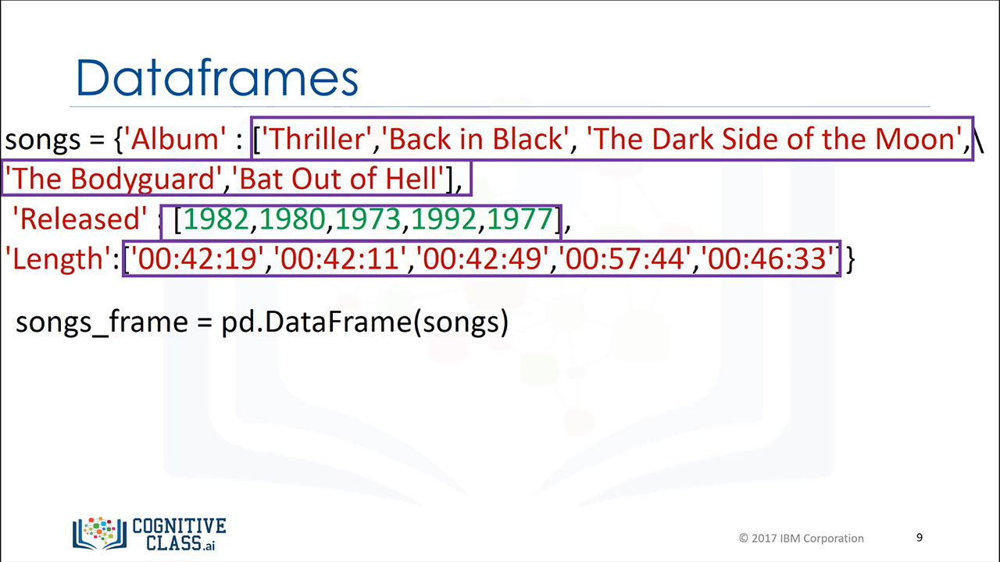 Dataframes
songs = {'Album' : ['Thriller','Back in Black', 'The Dark Side of the Moon',\
'The Bodyguard','Bat Out of Hell'],
'Released' : [1982,1980,1973,1992,1977],
'Length':['00:42:19','00:42:11','00:42:49','00:57:44','00:46:33']}
songs_frame = pd.DataFrame(songs)
COGNITIVE
CLASS.ai
© 2017 IBM Corporation 9